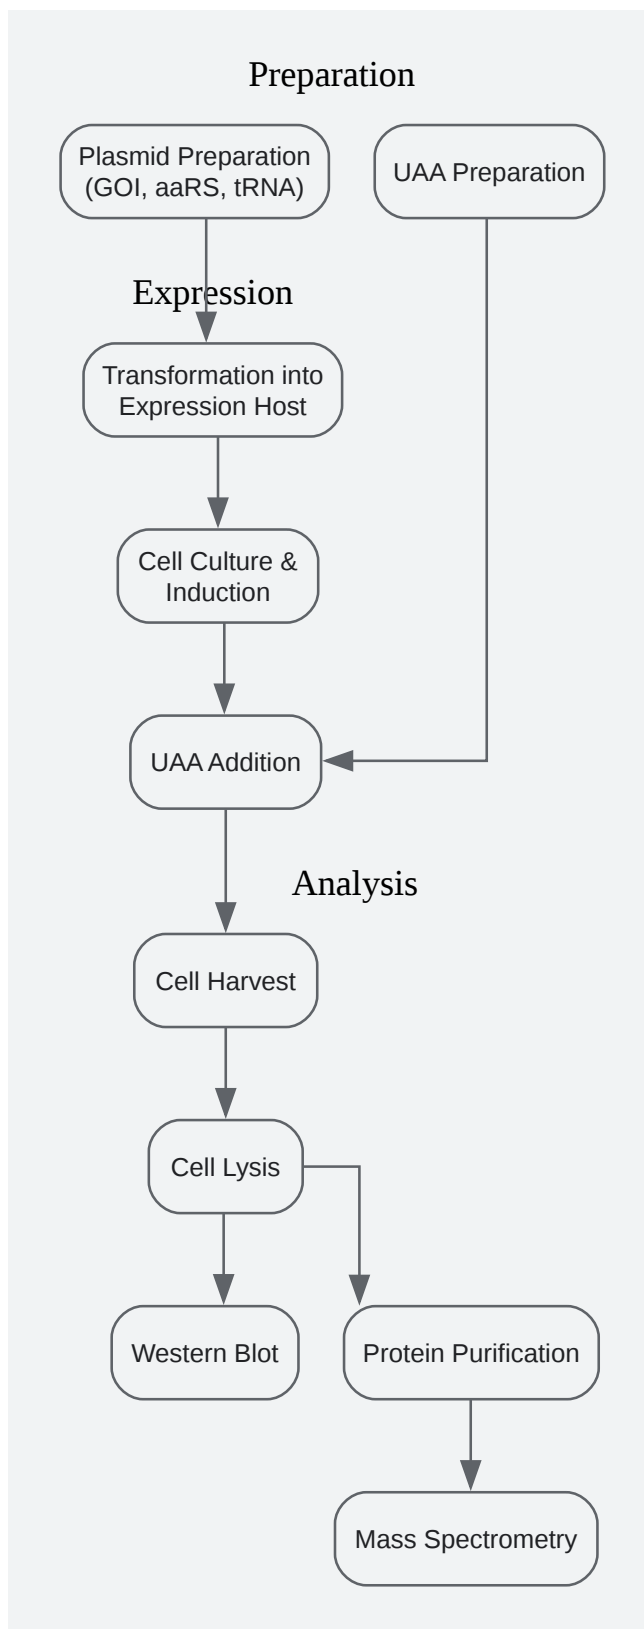 Preparation
Plasmid Preparation
(GOI, aaRS, tRNA)
UAA Preparation
Expression
Transformation into
Expression Host
Cell Culture &
Induction
UAA Addition
Analysis
Cell Harvest
Cell Lysis
Western Blot
Protein Purification
Mass Spectrometry